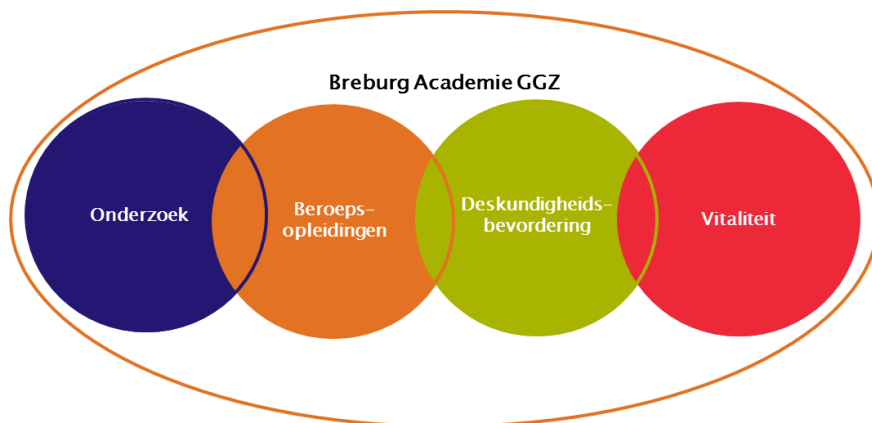 Breburg Academie GGZ
Onderzoek
Beroeps-
opleidingen
Deskundigheids-
bevordering
Vitaliteit